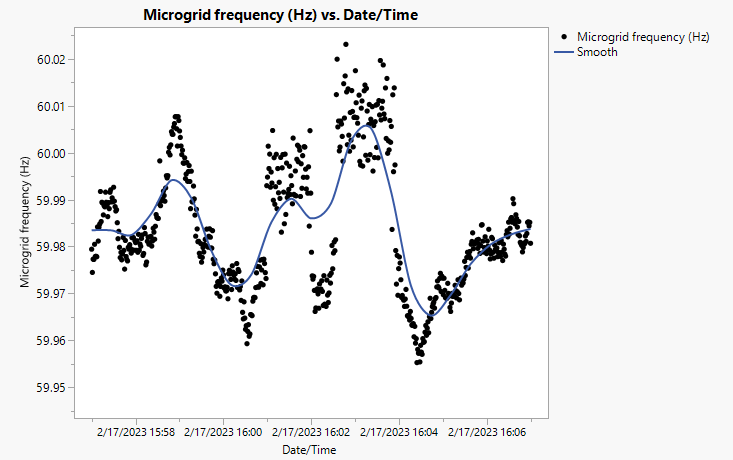 Microgrid frequency (Hz) vs. Date/Time
Microgrid frequency (Hz)
Smooth
Microgrid frequency (Hz)
60.02
60.01
60.00
59.99
59.98
59.97
59.96
59.95
2/17/2023 15:58
2/17/2023 16:00
2/17/2023 16:02
2/17/2023 16:04
2/17/2023 16:06
Date/Time